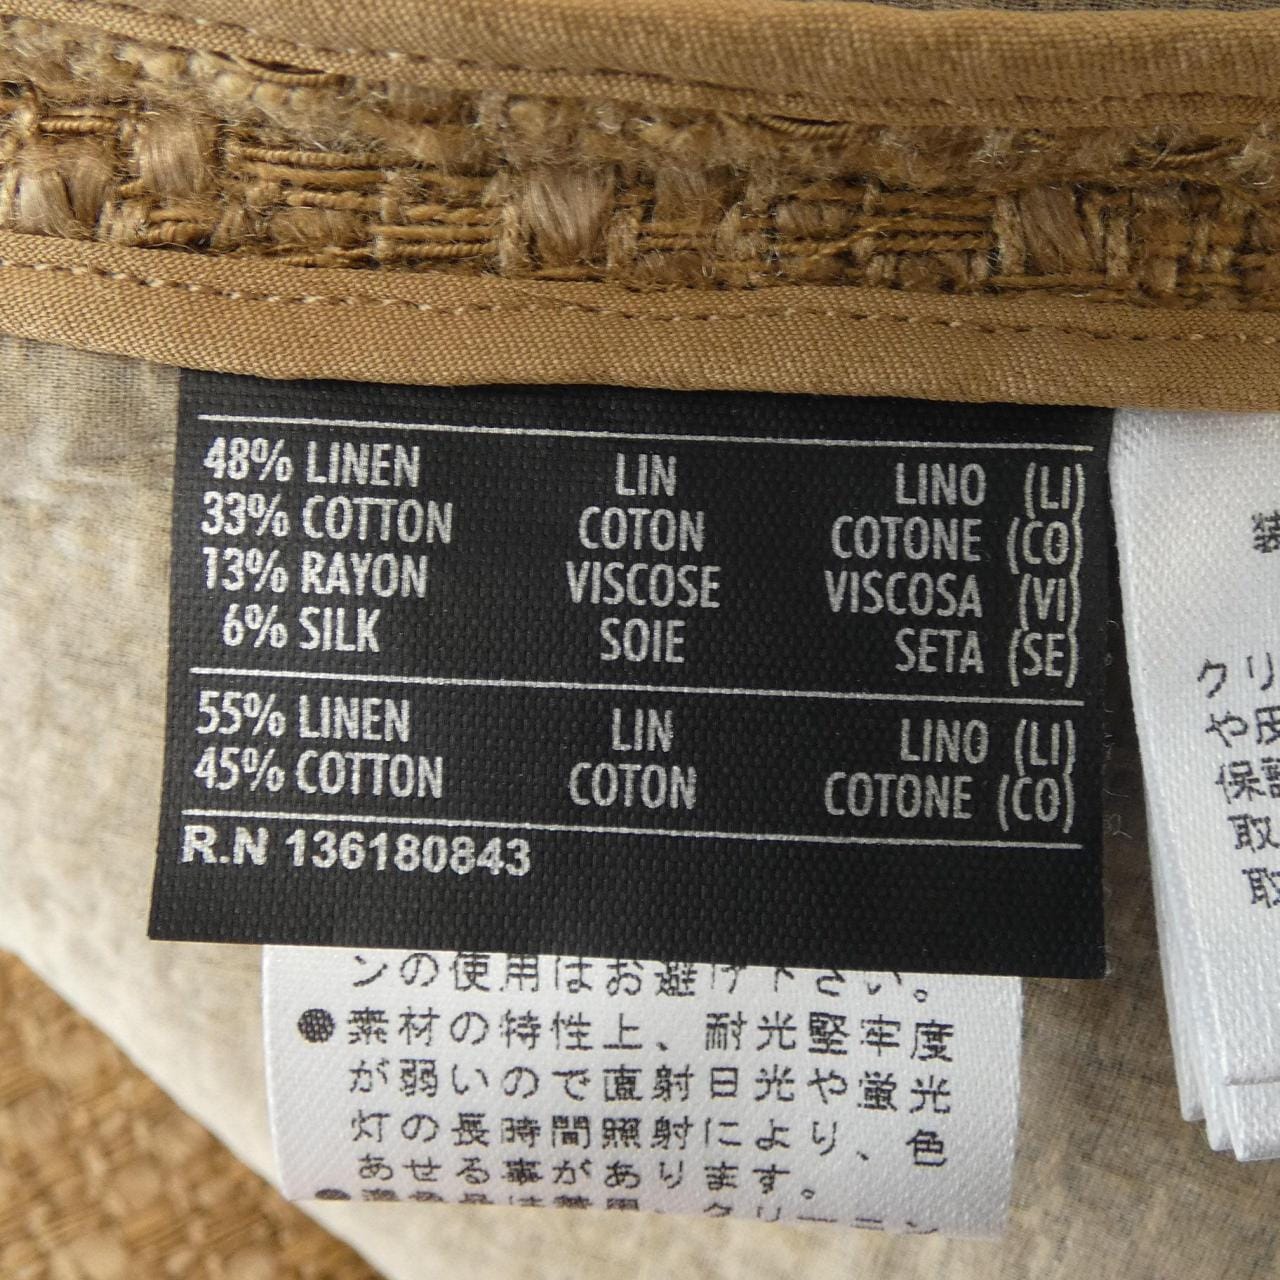 48% LINEN LIN LINO (LI)
33% COTTON COTON COTONE (CO)
13% RAYON VISCOSE VISCOSA (VI)
6% SILK SOIE SETA (SE)
55% LINEN LIN LINO (LI)
45% COTTON COTON COTONE (CO)
R.N 136180843
ンの使用はお避け下さい。
●素材の特性上、耐光堅牢度
が弱いので直射日光や蛍光
灯の長時間照射により、色
あせる事があります。
クリ
や
保
取
取